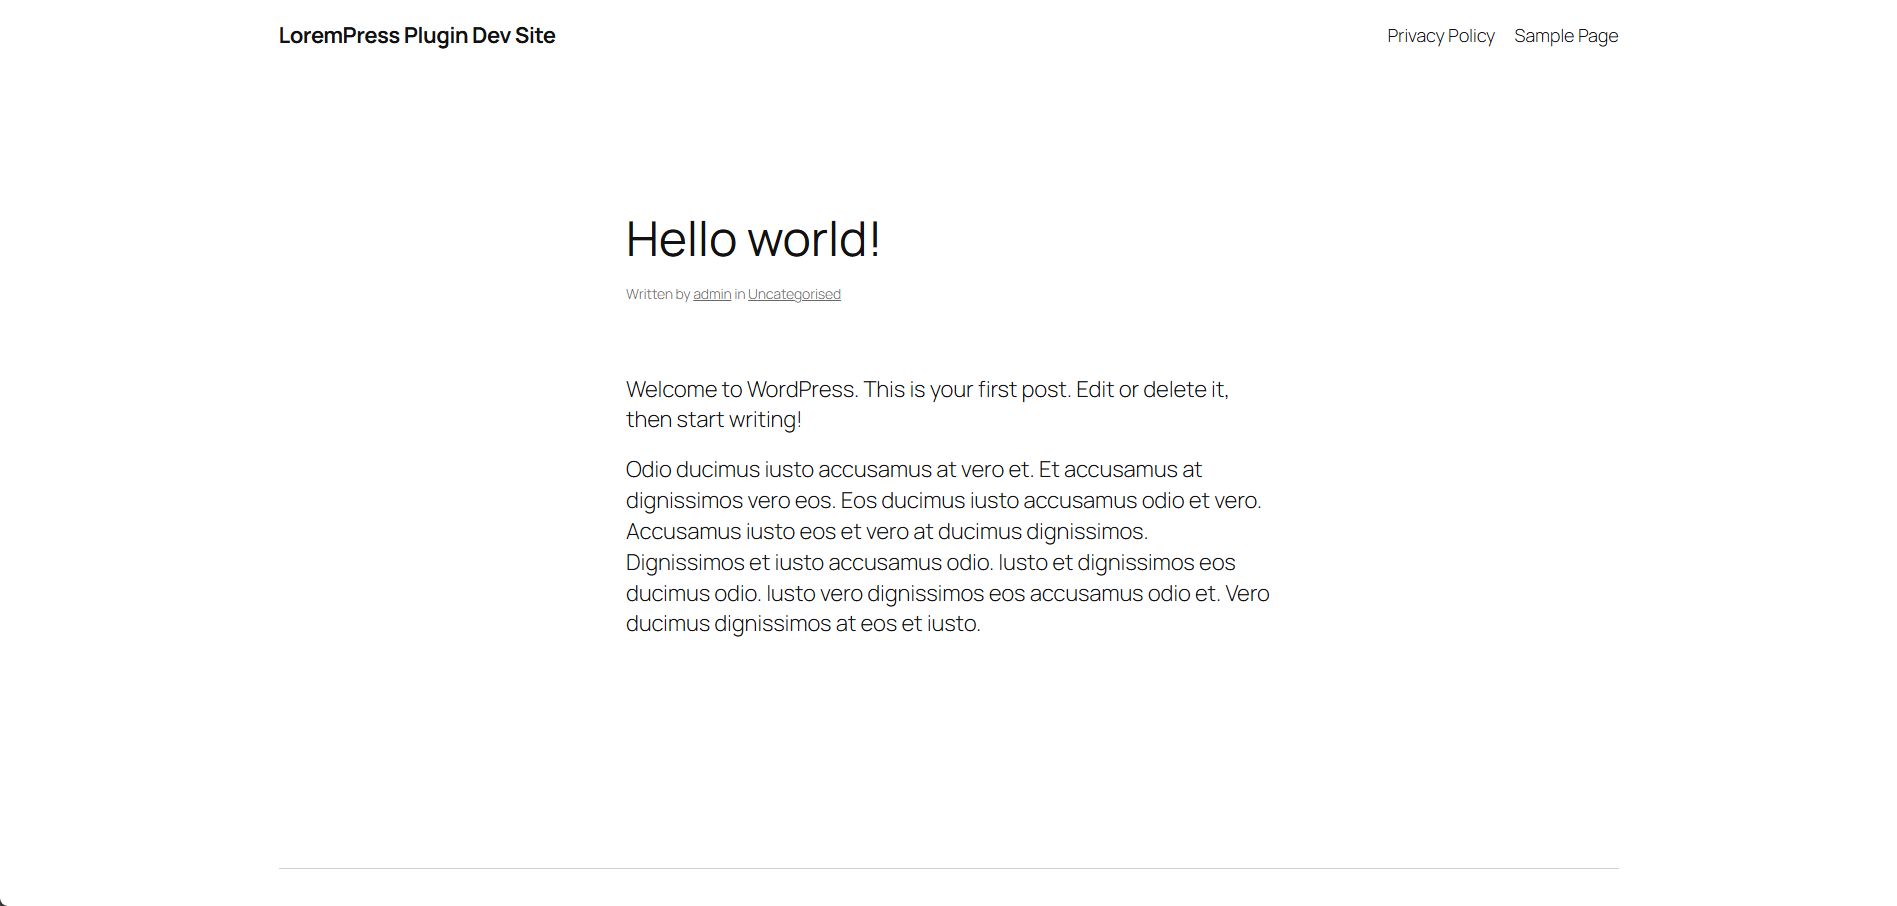 LoremPress Plugin Dev Site
Privacy Policy Sample Page
Hello world!
Written by admin in Uncategorised
Welcome to WordPress. This is your first post. Edit or delete it,
then start writing!
Odio ducimus iusto accusamus at vero et. Et accusamus at
dignissimos vero eos. Eos ducimus iusto accusamus odio et vero.
Accusamus iusto eos et vero at ducimus dignissimos.
Dignissimos et iusto accusamus odio. Iusto et dignissimos eos
ducimus odio. Iusto vero dignissimos eos accusamus odio et. Vero
ducimus dignissimos at eos et iusto.